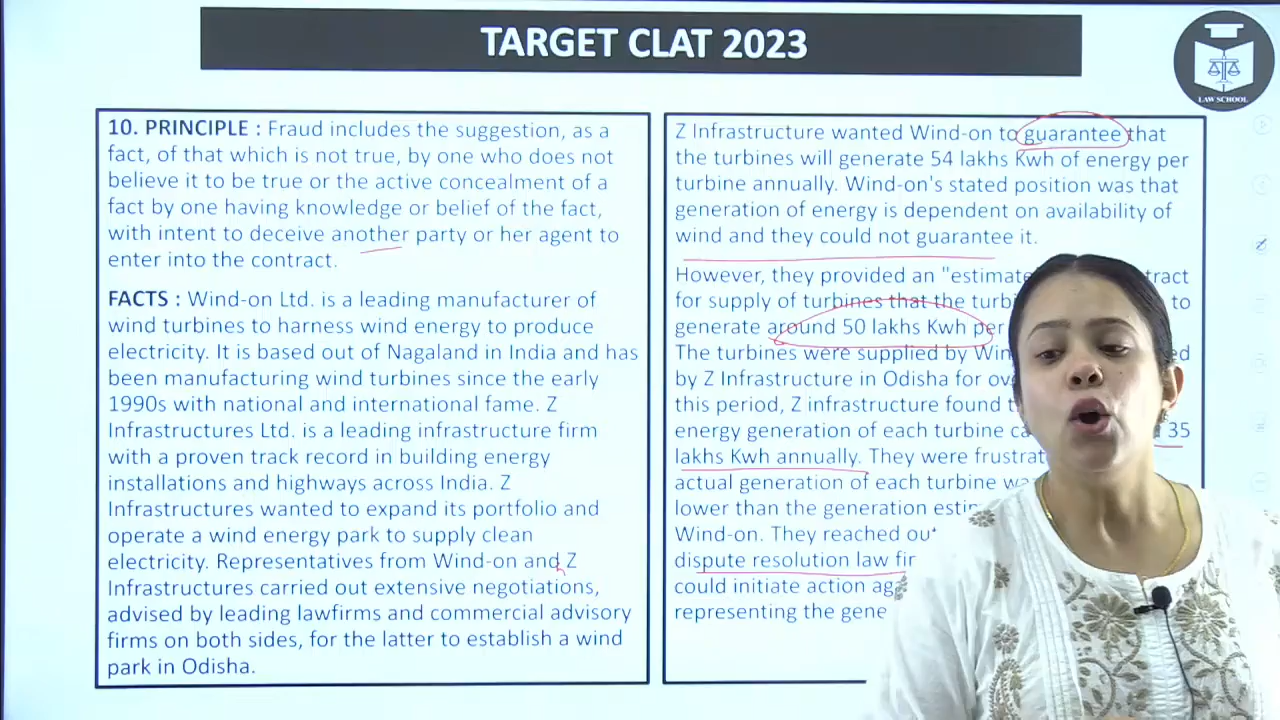 TARGET CLAT 2023
LAW SCHOOL
10. PRINCIPLE : Fraud includes the suggestion, as a
fact, of that which is not true, by one who does not
believe it to be true or the active concealment of a
fact by one having knowledge or belief of the fact,
with intent to deceive another party or her agent to
enter into the contract.
FACTS : Wind-on Ltd. is a leading manufacturer of
wind turbines to harness wind energy to produce
electricity. It is based out of Nagaland in India and has
been manufacturing wind turbines since the early
1990s with national and international fame. Z
Infrastructures Ltd. is a leading infrastructure firm
with a proven track record in building energy
installations and highways across India. Z
Infrastructures wanted to expand its portfolio and
operate a wind energy park to supply clean
electricity. Representatives from Wind-on and Z
Infrastructures carried out extensive negotiations,
advised by leading lawfirms and commercial advisory
firms on both sides, for the latter to establish a wind
park in Odisha.
Z Infrastructure wanted Wind-on to guarantee that
the turbines will generate 54 lakhs Kwh of energy per
turbine annually. Wind-on's stated position was that
generation of energy is dependent on availability of
wind and they could not guarantee it.
However, they provided an "estimate
for supply of turbines that the to
generate around 50 lakhs Kwh per
The turbines were supplied by
by Z Infrastructure in Odisha for
this period, Z infrastructure found
energy generation of each turbine 35
lakhs Kwh annually. They were
actual generation of each turbine
lower than the generation
Wind-on. They reached
dispute resolution law
could initiate action
representing the